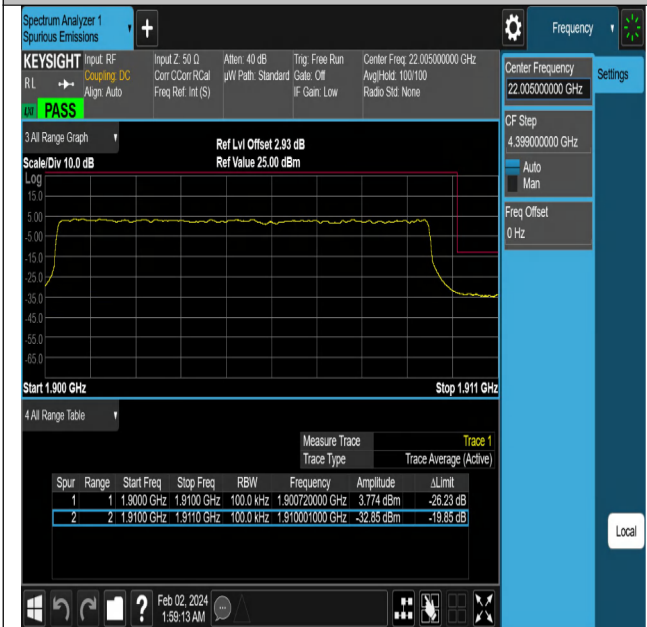 Spectrum Analyzer 1
Spurious Emissions
Frequency
KEYSIGHT Input: RF Input Z: 50 Ω Atten: 40 dB Trig: Free Run Center Freq: 22.005000000 GHz
RL Coupling: DC Corr CCorr RCal µW Path: Standard Gate: Off Avg|Hold: 100/100
Align: Auto Freq Ref: Int (S) IF Gain: Low Radio Std: None
LXI PASS
Center Frequency
22.005000000 GHz
Settings
CF Step
4.399000000 GHz
Auto
Man
Freq Offset
0 Hz
3 All Range Graph
Ref Lvl Offset 2.93 dB
Scale/Div 10.0 dB Ref Value 25.00 dBm
Log
15.0
5.00
-5.00
-15.0
-25.0
-35.0
-45.0
-55.0
-65.0
Start 1.900 GHz Stop 1.911 GHz
4 All Range Table
Measure Trace Trace 1
Trace Type Trace Average (Active)
Spur Range Start Freq Stop Freq RBW Frequency Amplitude ΔLimit
1 1 1.9000 GHz 1.9100 GHz 100.0 kHz 1.900720000 GHz 3.774 dBm -26.23 dB
2 2 1.9100 GHz 1.9110 GHz 100.0 kHz 1.910001000 GHz -32.85 dBm -19.85 dB
Local
Feb 02, 2024
1:59:13 AM